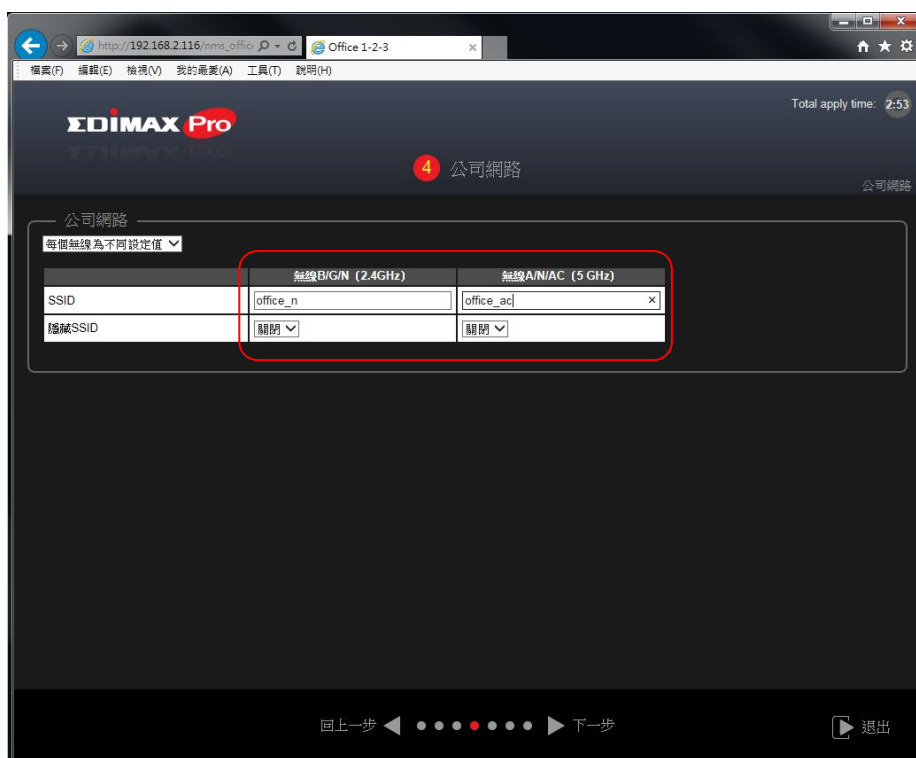 http://192.168.2.116/nms_offic
Office 1-2-3
檔案(F) 編輯(E) 檢視(V) 我的最愛(A) 工具(T) 說明(H)
Total apply time: 2:53
EDIMAX Pro
4 公司網路
公司網路
公司網路
每個無線為不同設定值
無線B/G/N (2.4GHz) 無線A/N/AC (5 GHz)
SSID office_n office_ac
隱藏SSID 關閉 關閉
回上一步 下一步 退出